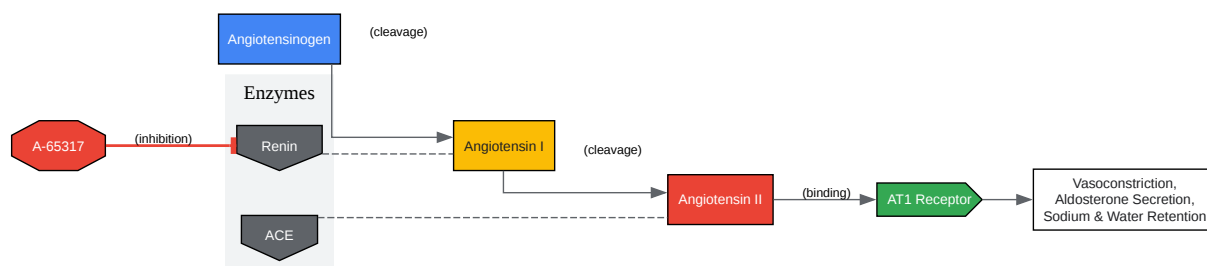 Angiotensinogen
(cleavage)
Enzymes
A-65317
(inhibition)
Renin
Angiotensin I
(cleavage)
Angiotensin II
(binding)
AT1 Receptor
Vasoconstriction,
Aldosterone Secretion,
Sodium & Water Retention
ACE